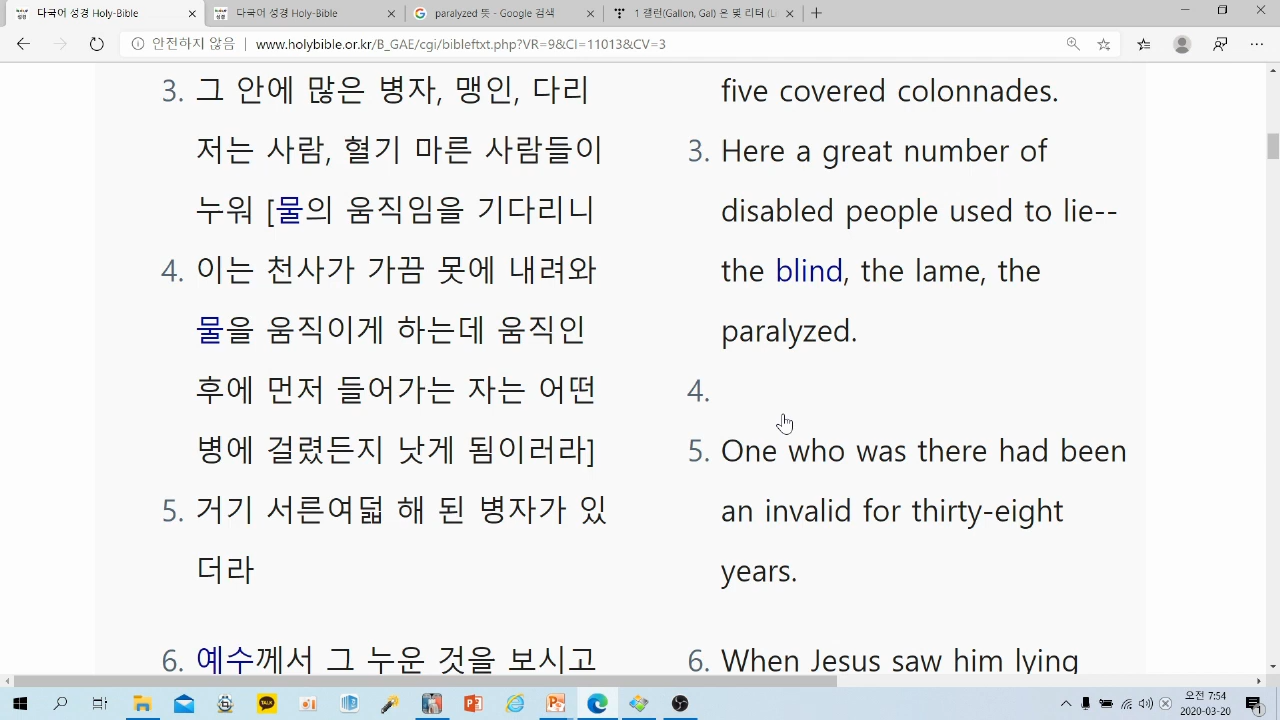 다국어 성경 Holy-Bible
다국어 성경 Holy-Bible
paralyzed 뜻 - Google 검색
1 갤런(Gallon, Gal) 은 몇 리터 (Li
안전하지 않음
www.holybible.or.kr/B_GAE/cgi/bibleftxt.php?VR=9&CI=11013&CV=3
3. 그 안에 많은 병자, 맹인, 다리
저는 사람, 혈기 마른 사람들이
누워 [물의 움직임을 기다리니
4. 이는 천사가 가끔 못에 내려와
물을 움직이게 하는데 움직인
후에 먼저 들어가는 자는 어떤
병에 걸렸든지 낫게 됨이러라]
5. 거기 서른여덟 해 된 병자가 있
더라
6. 예수께서 그 누운 것을 보시고
five covered colonnades.
3. Here a great number of
disabled people used to lie--
the blind, the lame, the
paralyzed.
4.
5. One who was there had been
an invalid for thirty-eight
years.
6. When Jesus saw him lying
TALK
오전 7:54
2020-03-20
1